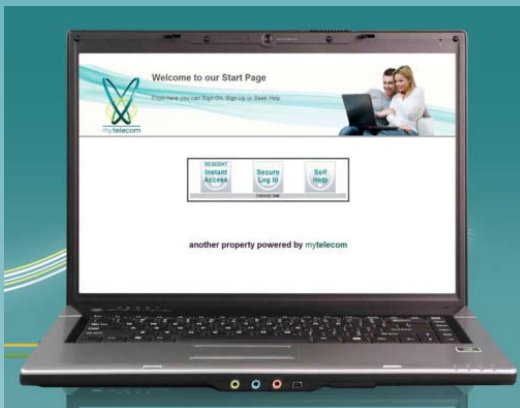 Welcome to our Start Page
From here you can Sign On, Sign Up or Seek Help
mytelecom
RESIDENT
Instant
Access
Secure
Log In
Self
Help
another property powered by mytelecom